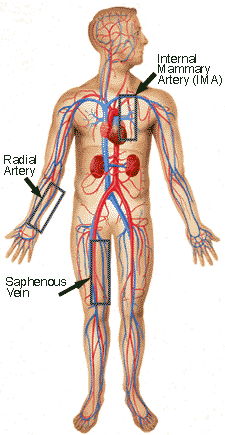 Internal
Mammary
Artery (IMA)
Radial
Artery
Saphenous
Vein